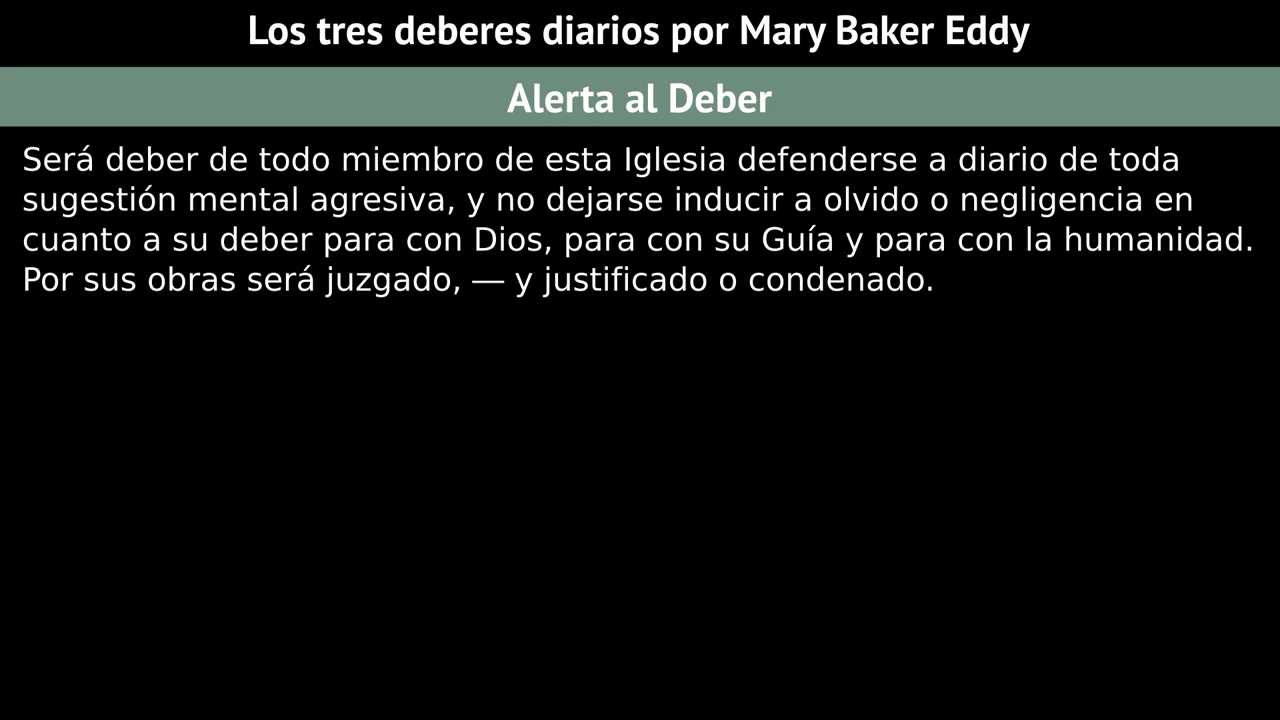 Los tres deberes diarios por Mary Baker Eddy
Alerta al Deber
Será deber de todo miembro de esta Iglesia defenderse a diario de toda
sugestión mental agresiva, y no dejarse inducir a olvido o negligencia en
cuanto a su deber para con Dios, para con su Guía y para con la humanidad.
Por sus obras será juzgado, — y justificado o condenado.